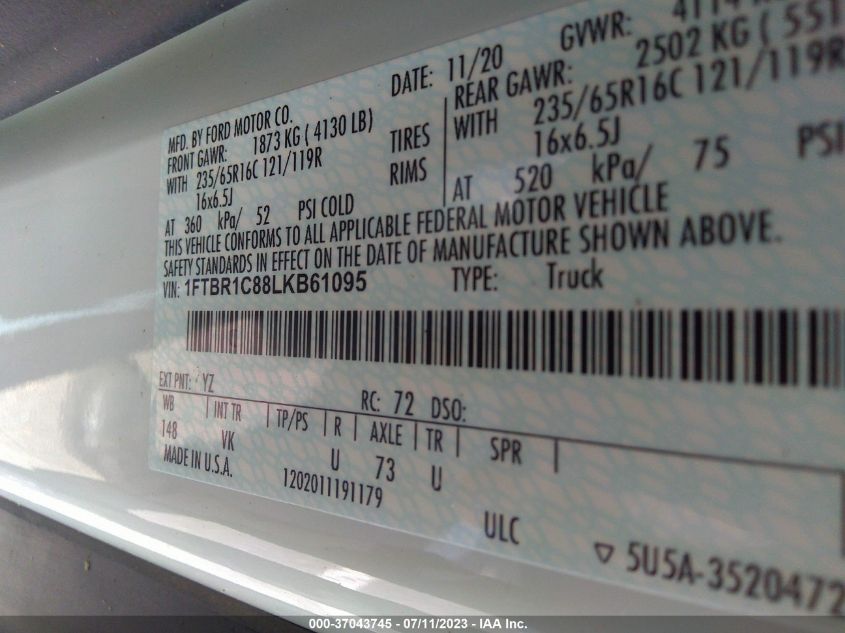 MFD. BY FORD MOTOR CO.
DATE: 11/20
GVWR:
FRONT GAWR: 1873 KG ( 4130 LB)
REAR GAWR: 2502 KG ( 551
WITH 235/65R16C 121/119R
TIRES
WITH 235/65R16C 121/119R
16x6.5J
RIMS
16x6.5J
AT 360 kPa/ 52 PSI COLD
AT 520 kPa/ 75 PSI
THIS VEHICLE CONFORMS TO ALL APPLICABLE FEDERAL MOTOR VEHICLE
SAFETY STANDARDS IN EFFECT ON THE DATE OF MANUFACTURE SHOWN ABOVE.
VIN: 1FTBR1C88LKB61095
TYPE: Truck
EXT PNT: YZ
RC: 72 DSO:
WB | INT TR | TP/PS | R | AXLE | TR | SPR |
148 VK U 73 U
MADE IN U.S.A.
1202011191179
ULC
5U5A-3520472
000-37043745 - 07/11/2023 - IAA Inc.